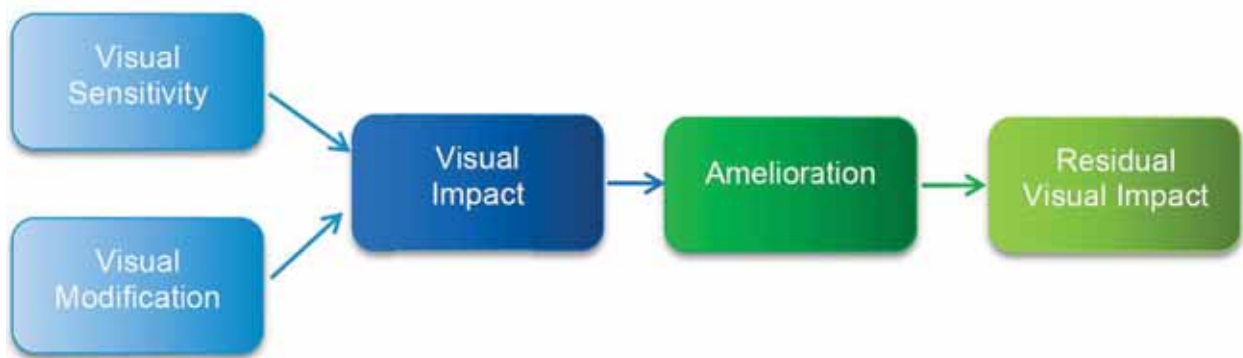 Visual
Sensitivity
Visual
Modification
Visual
Impact
Amelioration
Residual
Visual Impact